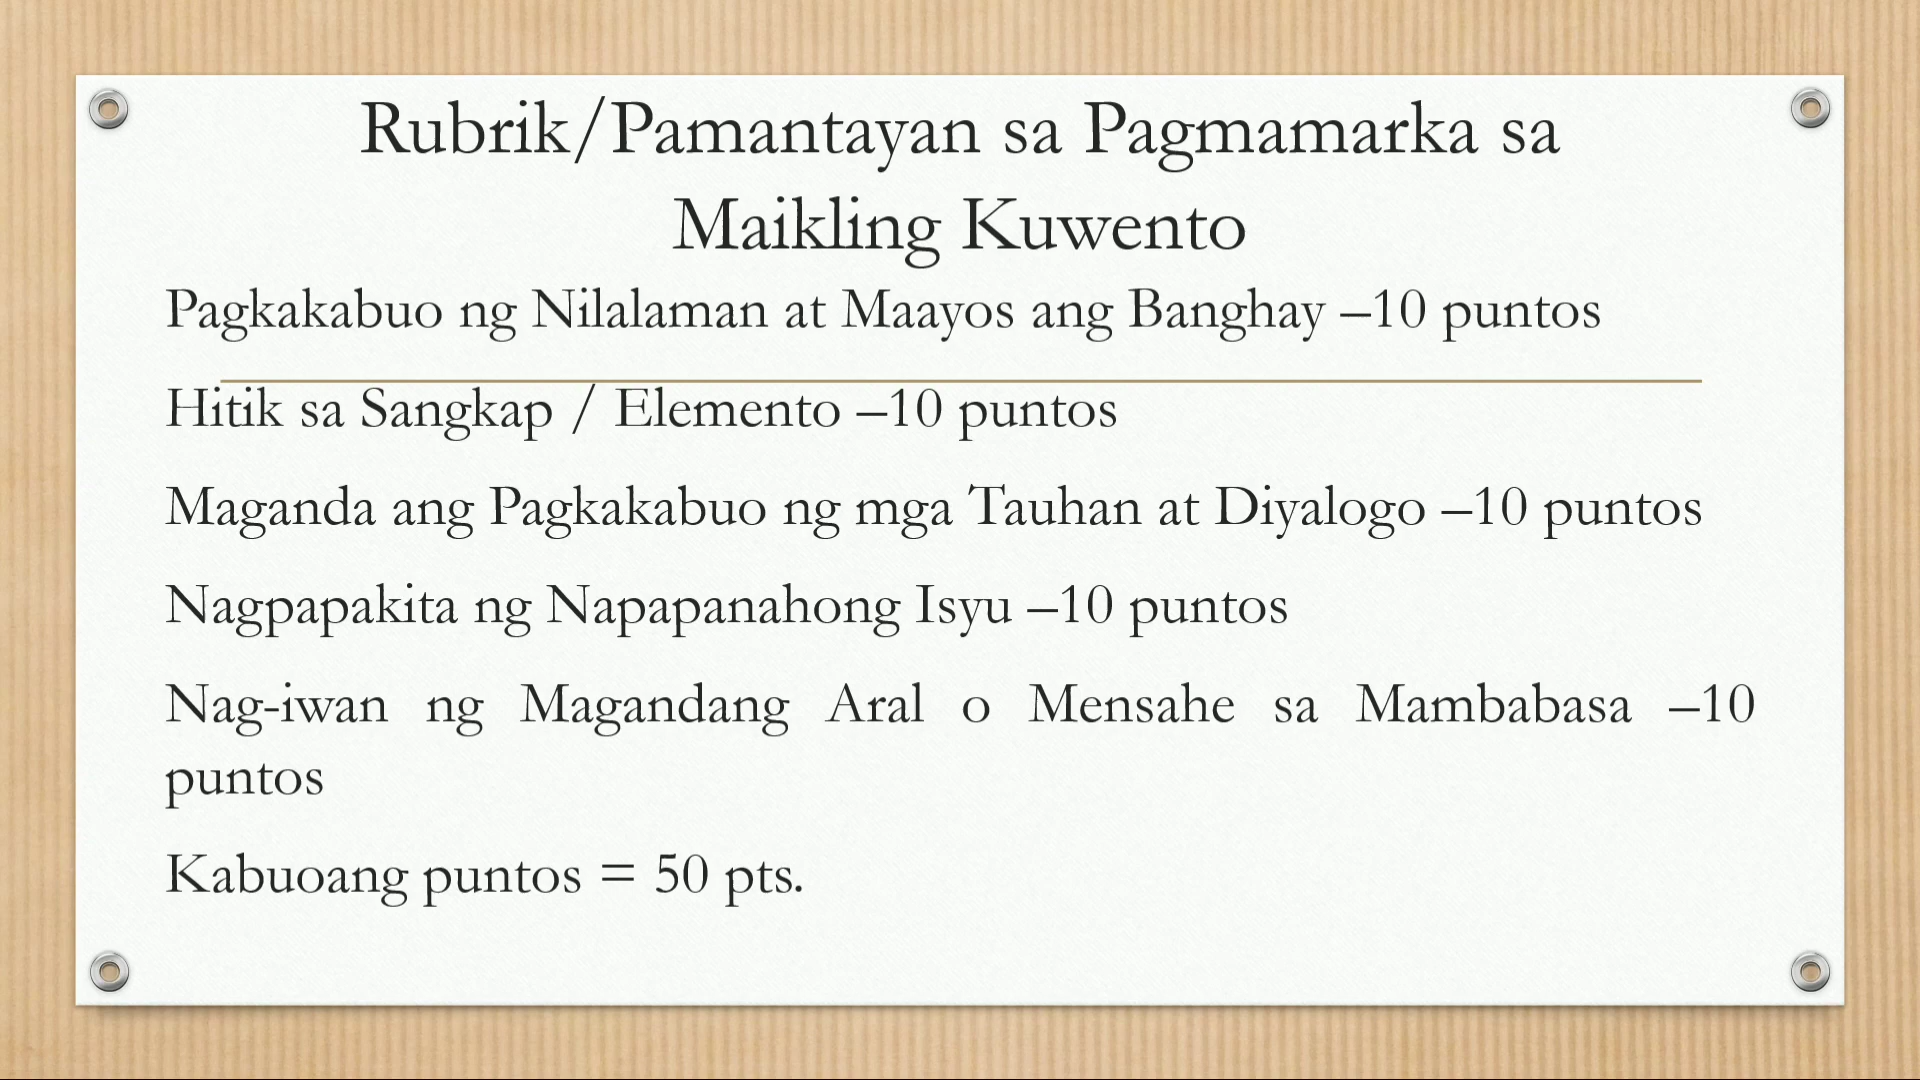 Rubrik/Pamantayan sa Pagmamarka sa
Maikling Kuwento
Pagkakabuo ng Nilalaman at Maayos ang Banghay –10 puntos
Hitik sa Sangkap / Elemento –10 puntos
Maganda ang Pagkakabuo ng mga Tauhan at Diyalogo –10 puntos
Nagpapakita ng Napapanahong Isyu –10 puntos
Nag-iwan ng Magandang Aral o Mensahe sa Mambabasa –10
puntos
Kabuoang puntos = 50 pts.